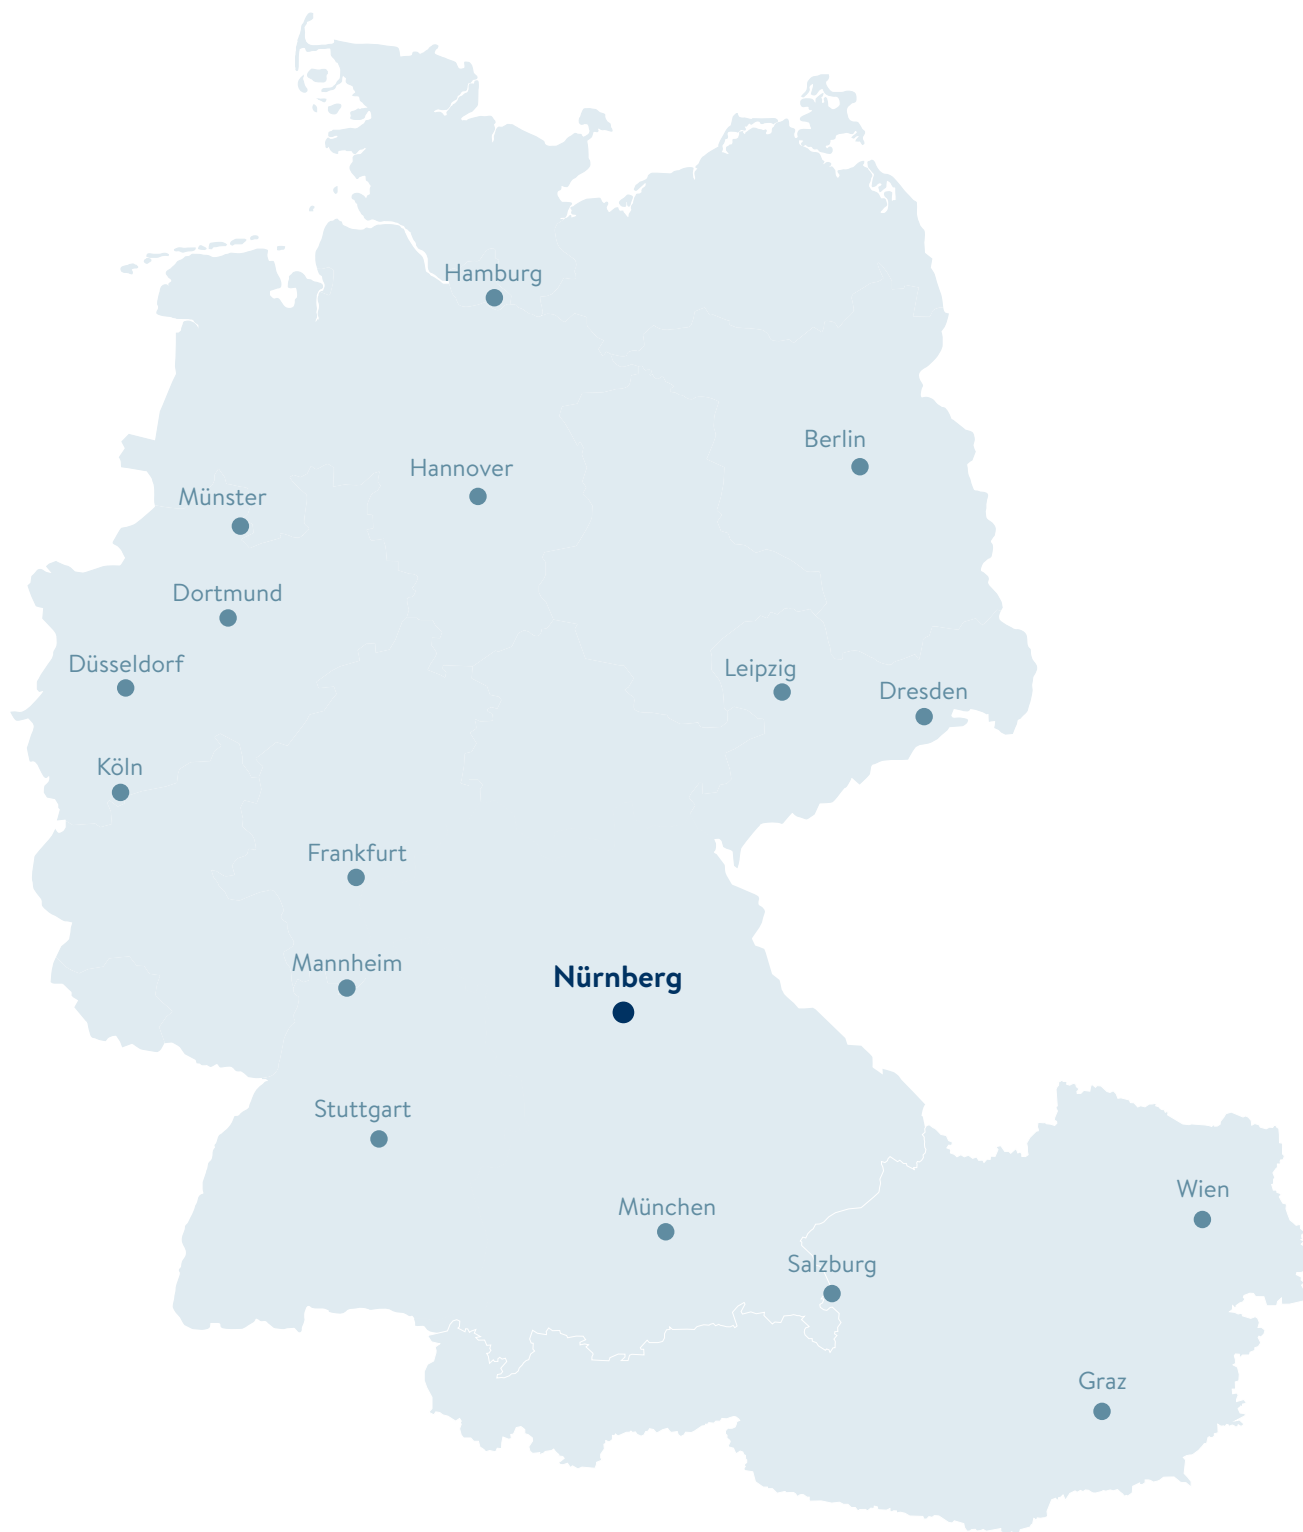 Hamburg
Berlin
Hannover
Münster
Dortmund
Düsseldorf
Leipzig
Dresden
Köln
Frankfurt
Mannheim
Nürnberg
Stuttgart
Wien
München
Salzburg
Graz